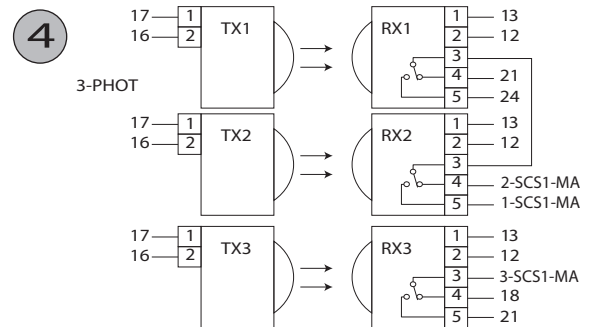 4
3-PHOT
17 1 TX1 RX1 1 13
16 2 2 12
3
4 21
5 24
17 1 TX2 RX2 1 13
16 2 2 12
3
4 2-SCS1-MA
5 1-SCS1-MA
17 1 TX3 RX3 1 13
16 2 2 12
3 3-SCS1-MA
4 18
5 21